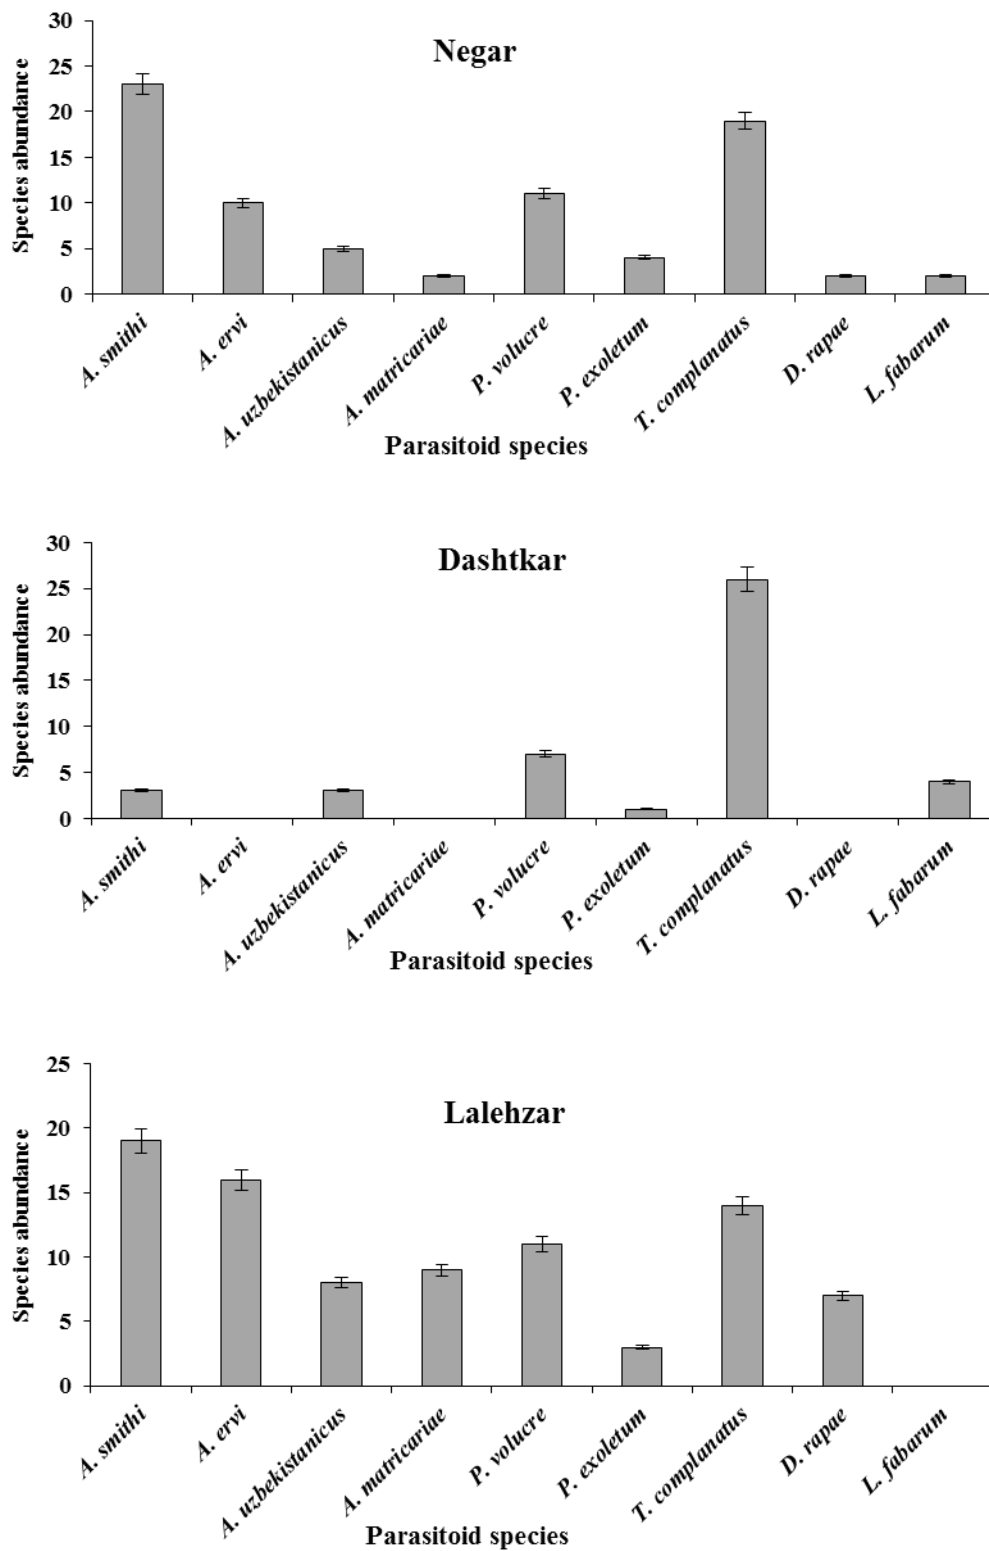 Negar
Species abundance
30
25
20
15
10
5
0
A. smithi
A. ervi
A. uzbekistanicus
A. matricariae
P. volucre
P. exoletum
T. complanatus
D. rapae
L. fabarum
Parasitoid species
Dashtkar
Species abundance
30
25
20
15
10
5
0
A. smithi
A. ervi
A. uzbekistanicus
A. matricariae
P. volucre
P. exoletum
T. complanatus
D. rapae
L. fabarum
Parasitoid species
Lalehzar
Species abundance
25
20
15
10
5
0
A. smithi
A. ervi
A. uzbekistanicus
A. matricariae
P. volucre
P. exoletum
T. complanatus
D. rapae
L. fabarum
Parasitoid species